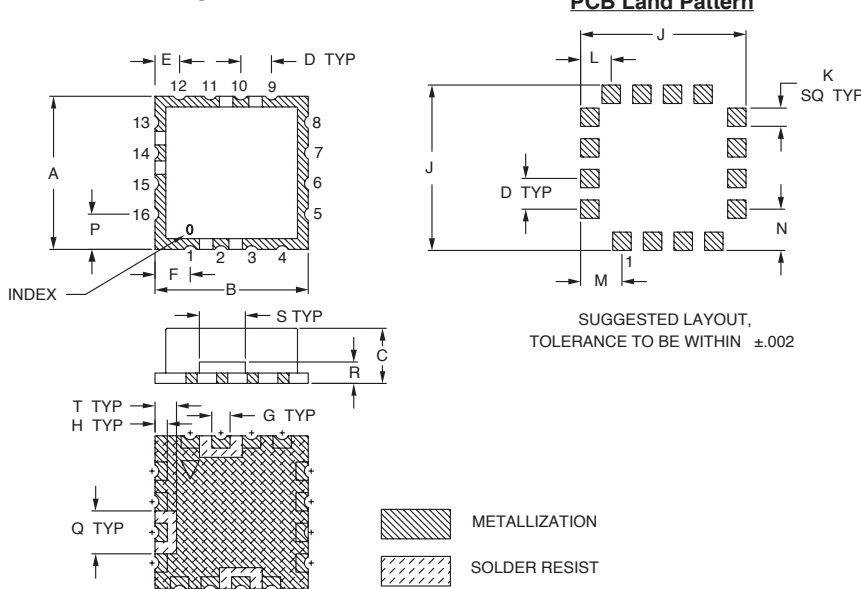 PCB Land Pattern
E
D TYP
12 11 10 9
13
14
15
16
8
7
6
5
A
P
0
1 2 3 4
F
B
INDEX
J
L
K
SQ TYP
J
D TYP
N
1
M
SUGGESTED LAYOUT,
TOLERANCE TO BE WITHIN ±.002
S TYP
C
R
T TYP
H TYP
G TYP
Q TYP
METALLIZATION
SOLDER RESIST